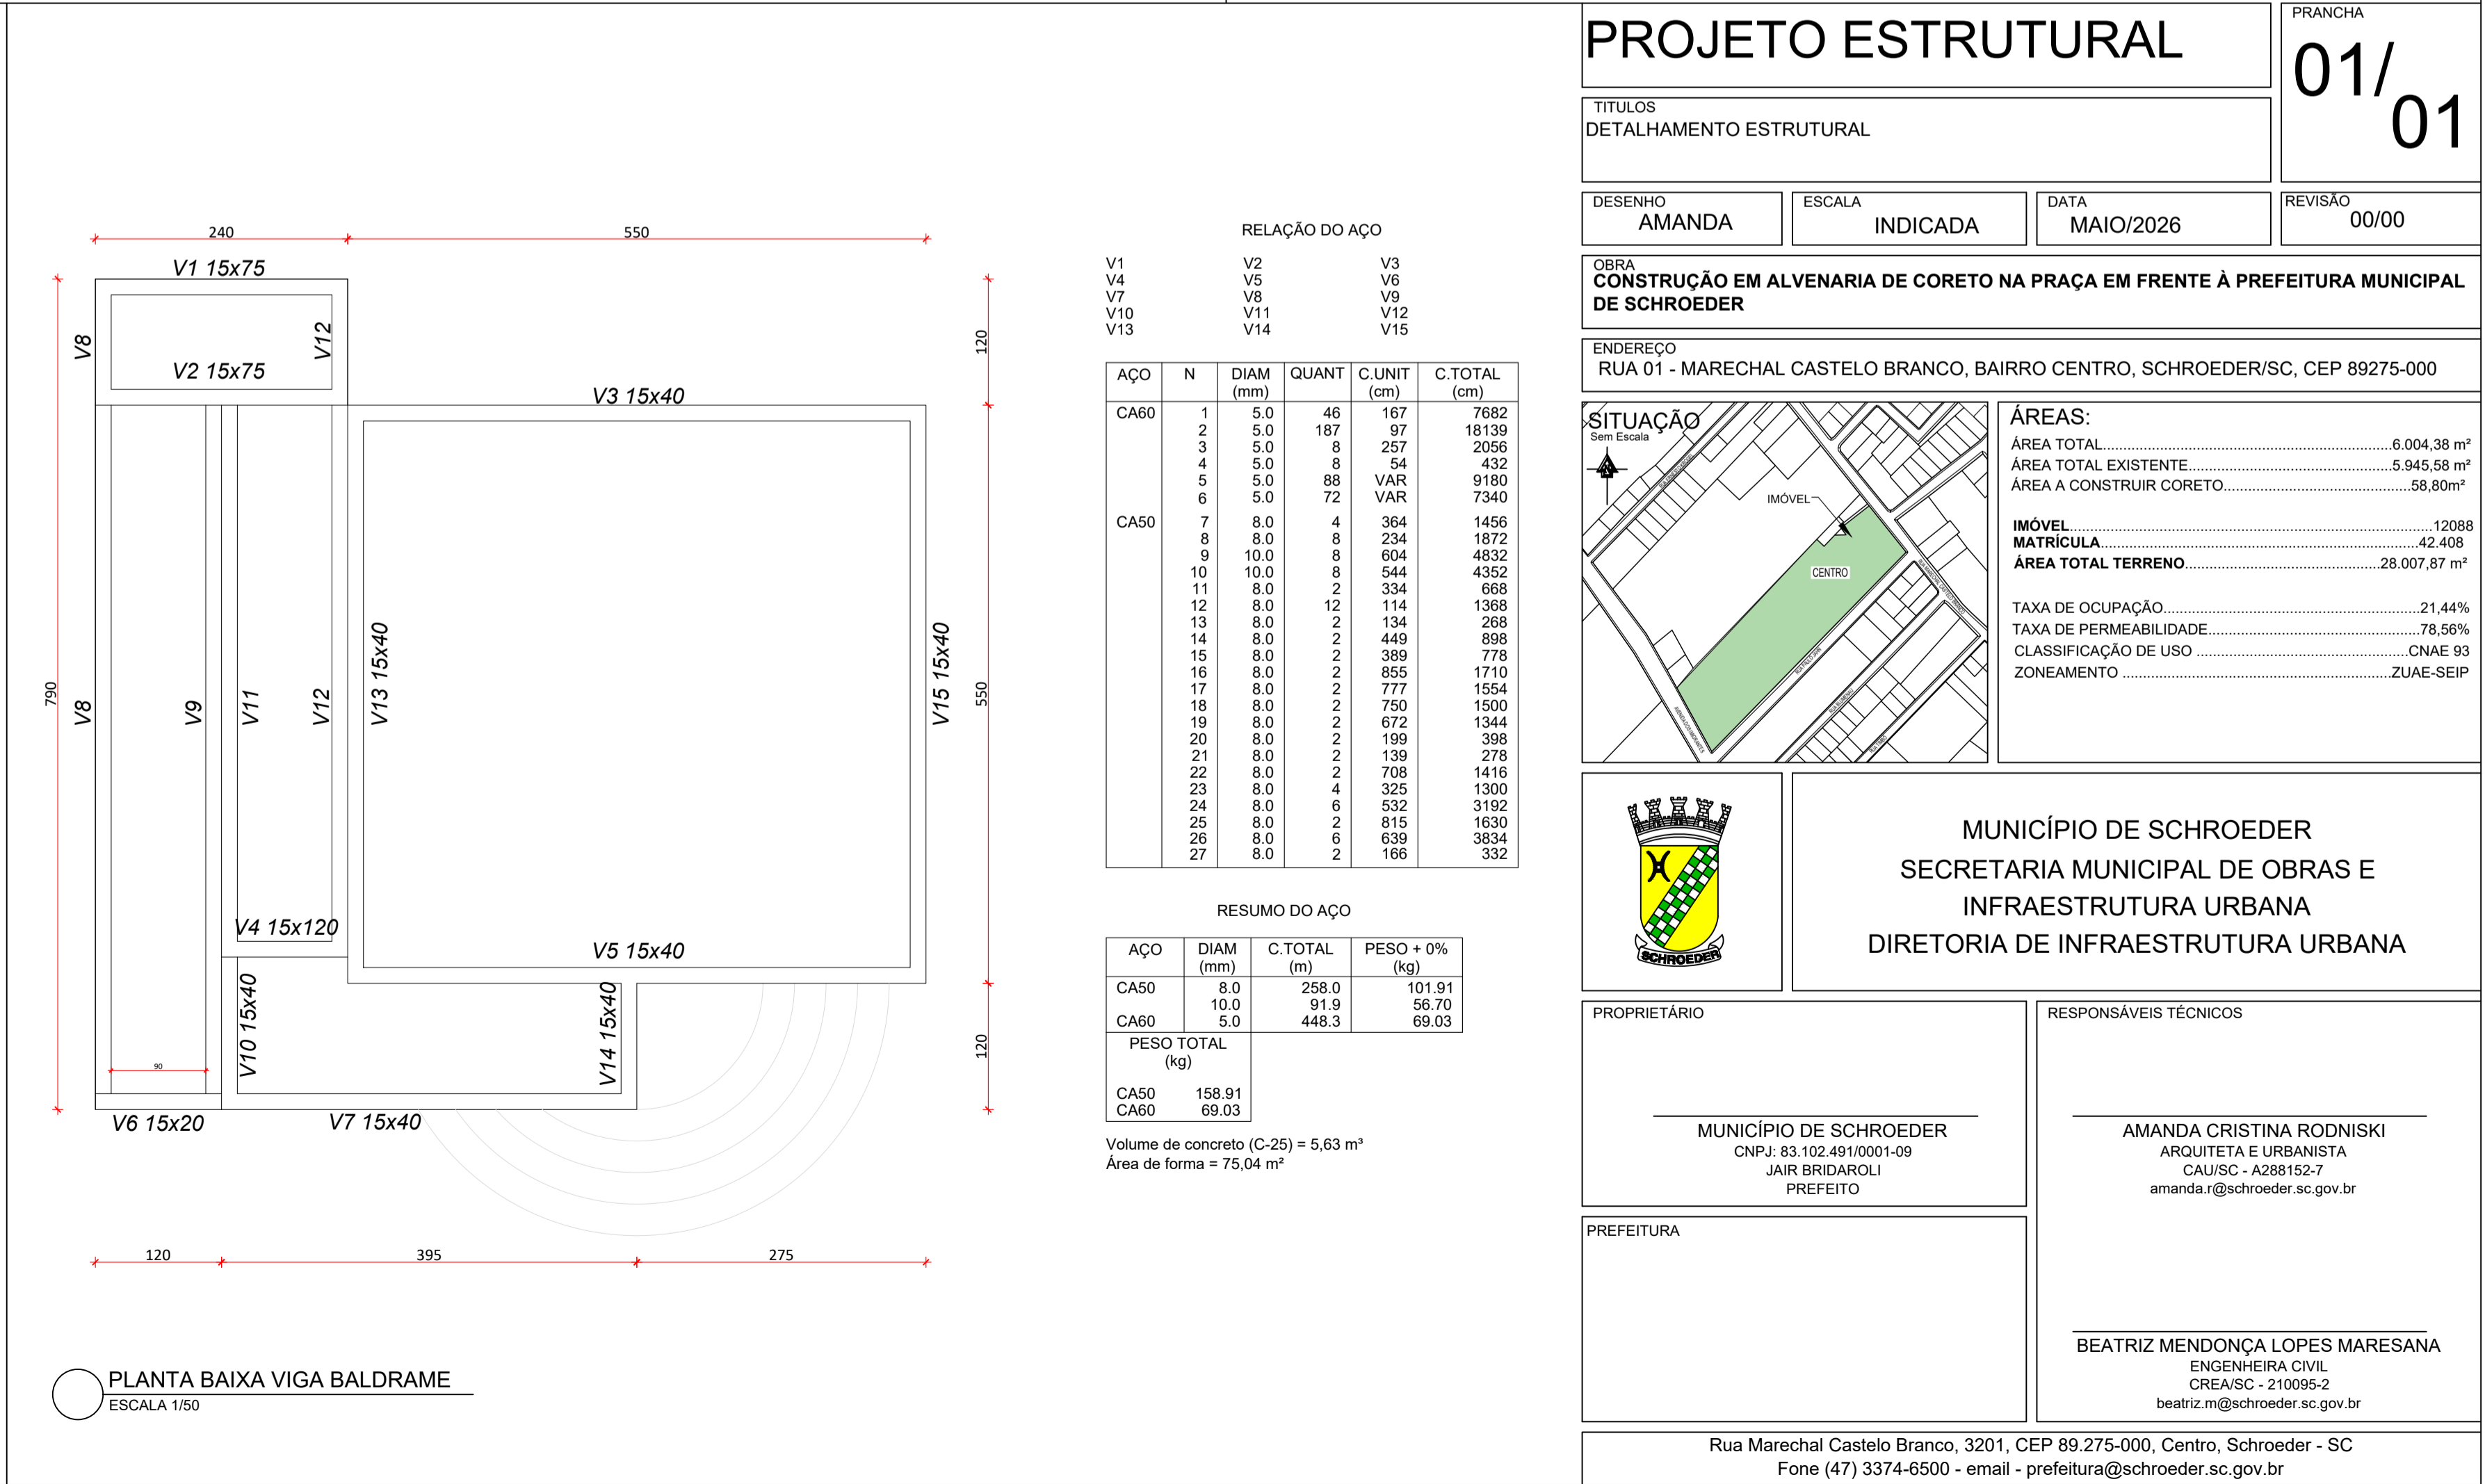 240
550
V1 15x75
V8
V12
V2 15x75
120
V3 15x40
790
V8
V9
V11
V12
V13 15x40
V15 15x40
550
V4 15x120
V5 15x40
V10 15x40
V14 15x40
120
90
V6 15x20
V7 15x40
120
395
275
PLANTA BAIXA VIGA BALDRAME
ESCALA 1/50
RELAÇÃO DO AÇO
V1 V2 V3
V4 V5 V6
V7 V8 V9
V10 V11 V12
V13 V14 V15
AÇO N DIAM QUANT C.UNIT C.TOTAL
(mm) (cm) (cm)
CA60 1 5.0 46 167 7682
2 5.0 187 97 18139
3 5.0 8 257 2056
4 5.0 8 54 432
5 5.0 88 VAR 9180
6 5.0 72 VAR 7340
CA50 7 8.0 4 364 1456
8 8.0 8 234 1872
9 10.0 8 604 4832
10 10.0 8 544 4352
11 8.0 2 334 668
12 8.0 12 114 1368
13 8.0 2 134 268
14 8.0 2 449 898
15 8.0 2 389 778
16 8.0 2 855 1710
17 8.0 2 777 1554
18 8.0 2 750 1500
19 8.0 2 672 1344
20 8.0 2 199 398
21 8.0 2 139 278
22 8.0 2 708 1416
23 8.0 4 325 1300
24 8.0 6 532 3192
25 8.0 2 815 1630
26 8.0 6 639 3834
27 8.0 2 166 332
RESUMO DO AÇO
AÇO DIAM C.TOTAL PESO + 0%
(mm) (m) (kg)
CA50 8.0 258.0 101.91
10.0 91.9 56.70
CA60 5.0 448.3 69.03
PESO TOTAL
(kg)
CA50 158.91
CA60 69.03
Volume de concreto (C-25) = 5,63 m³
Área de forma = 75,04 m²
PROJETO ESTRUTURAL
PRANCHA
01/
01
TITULOS
DETALHAMENTO ESTRUTURAL
DESENHO
AMANDA
ESCALA
INDICADA
DATA
MAIO/2026
REVISÃO
00/00
OBRA
CONSTRUÇÃO EM ALVENARIA DE CORETO NA PRAÇA EM FRENTE À PREFEITURA MUNICIPAL
DE SCHROEDER
ENDEREÇO
RUA 01 - MARECHAL CASTELO BRANCO, BAIRRO CENTRO, SCHROEDER/SC, CEP 89275-000
SITUAÇÃO
Sem Escala
IMÓVEL
CENTRO
ÁREAS:
ÁREA TOTAL...6.004,38 m²
ÁREA TOTAL EXISTENTE...5.945,58 m²
ÁREA A CONSTRUIR CORETO...58,80m²
IMÓVEL...12088
MATRÍCULA...42.408
ÁREA TOTAL TERRENO...28.007,87 m²
TAXA DE OCUPAÇÃO...21,44%
TAXA DE PERMEABILIDADE...78,56%
CLASSIFICAÇÃO DE USO ...CNAE 93
ZONEAMENTO ...ZUAE-SEIP
SCHROEDER
MUNICÍPIO DE SCHROEDER
SECRETARIA MUNICIPAL DE OBRAS E
INFRAESTRUTURA URBANA
DIRETORIA DE INFRAESTRUTURA URBANA
PROPRIETÁRIO
MUNICÍPIO DE SCHROEDER
CNPJ: 83.102.491/0001-09
JAIR BRIDAROLI
PREFEITO
RESPONSÁVEIS TÉCNICOS
AMANDA CRISTINA RODNISKI
ARQUITETA E URBANISTA
CAU/SC - A288152-7
amanda.r@schroeder.sc.gov.br
PREFEITURA
BEATRIZ MENDONÇA LOPES MARESANA
ENGENHEIRA CIVIL
CREA/SC - 210095-2
beatriz.m@schroeder.sc.gov.br
Rua Marechal Castelo Branco, 3201, CEP 89.275-000, Centro, Schroeder - SC
Fone (47) 3374-6500 - email - prefeitura@schroeder.sc.gov.br